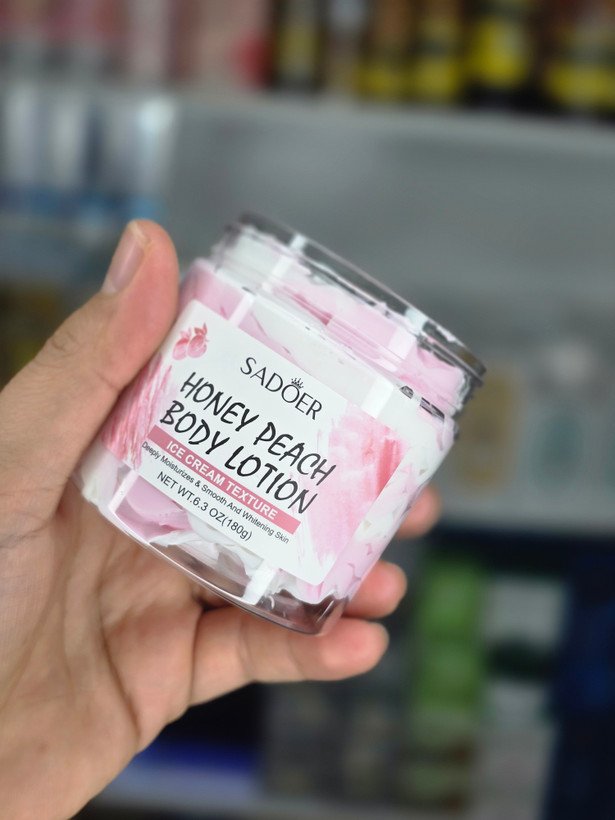 SADOER
HONEY PEACH
BODY LOTION
ICE CREAM TEXTURE
Deeply Moisturizes & Smooth And Whitening Skin
NET WT.6.3 OZ(180g)